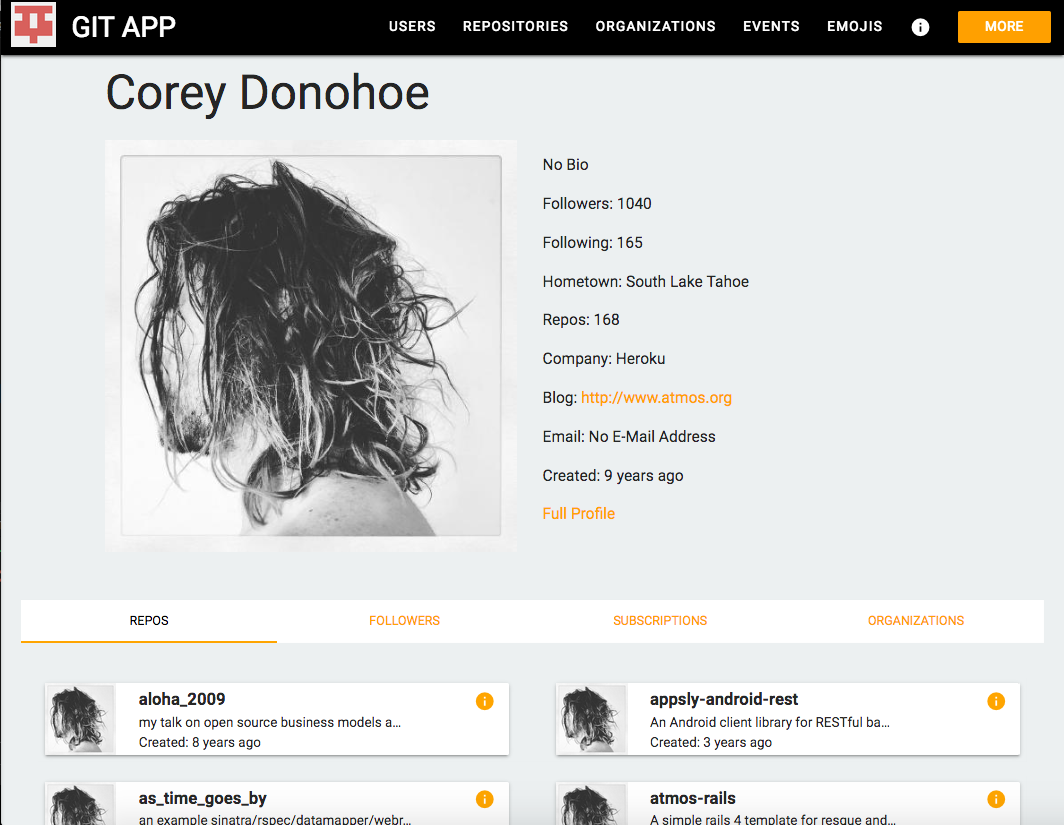 GIT APP
USERS
REPOSITORIES
ORGANIZATIONS
EVENTS
EMOJIS
MORE
Corey Donohoe
No Bio
Followers: 1040
Following: 165
Hometown: South Lake Tahoe
Repos: 168
Company: Heroku
Blog: http://www.atmos.org
Email: No E-Mail Address
Created: 9 years ago
Full Profile
REPOS
FOLLOWERS
SUBSCRIPTIONS
ORGANIZATIONS
aloha_2009
my talk on open source business models a...
Created: 8 years ago
appsly-android-rest
An Android client library for RESTful ba...
Created: 3 years ago
as_time_goes_by
an example sinatra/rspec/datamapper/webr...
atmos-rails
A simple rails 4 template for resque and...